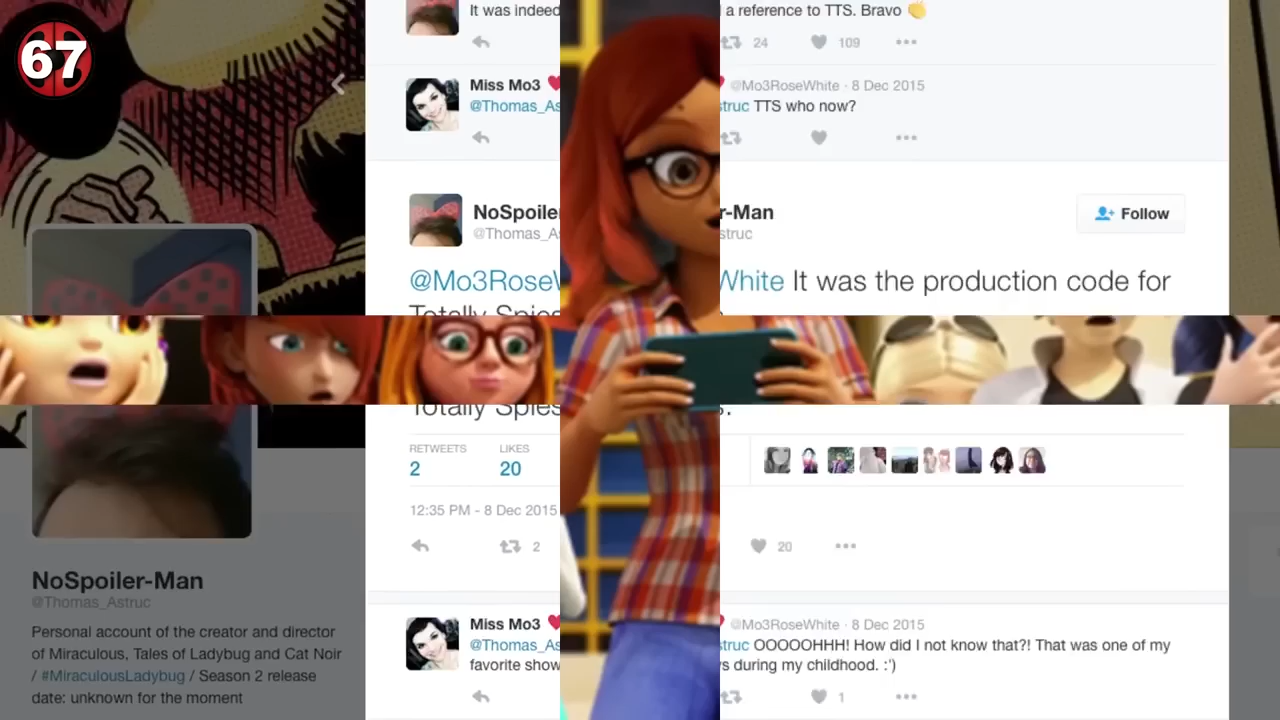 67
It was indeed a reference to TTS. Bravo 👏
24 109
Miss Mo3 @Mo3RoseWhite · 8 Dec 2015
@Thomas_As struc TTS who now?
NoSpoile r-Man
@Thomas_A struc
Follow
@Mo3RoseW White It was the production code for
Totally Spies
Totally Spies s.
RETWEETS LIKES
2 20
12:35 PM - 8 Dec 2015
2 20
NoSpoiler-Man
@Thomas_Astruc
Personal account of the creator and director
of Miraculous, Tales of Ladybug and Cat Noir
/ #MiraculousLadybug / Season 2 release
date: unknown for the moment
Miss Mo3 @Mo3RoseWhite · 8 Dec 2015
@Thomas_As struc OOOOOHHH! How did I not know that?! That was one of my
favorite show s during my childhood. :')
1